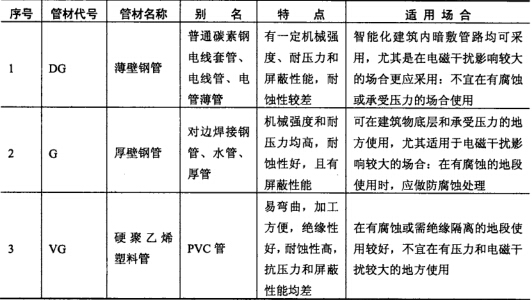 序号 管材代号 管材名称 别 名 特 点 适用场合
1 DG 薄壁钢管
普通碳素钢
电线套管、
电线管、电
管薄管
有一定机械强
度、耐压力和
屏蔽性能，耐
蚀性较差
智能化建筑内暗敷管路均可采
用，尤其是在电磁干扰影响较大
的场合更应采用：不宜在有腐蚀
或承受压力的场合使用
2 G 厚壁钢管
对边焊接钢
管、水管、
厚管
机械强度和耐
压力均高，耐
蚀性好，且有
屏蔽性能
可在建筑物底层和承受压力的地
方使用，尤其适用于电磁干扰影
响较大的场合：在有腐蚀的地段
使用时，应做防腐蚀处理
3 VG
硬聚乙烯
塑料管
PVC 管
易弯曲，加工
方便，绝缘性
好，耐蚀性高，
抗压力和屏蔽
性能均差
在有腐蚀或需绝缘隔离的地段使
用较好，不宜在有压力和电磁干
扰较大的地方使用